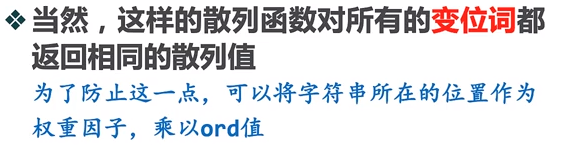 ❖当然，这样的散列函数对所有的变位词都
返回相同的散列值
为了防止这一点，可以将字符串所在的位置作为
权重因子，乘以ord值